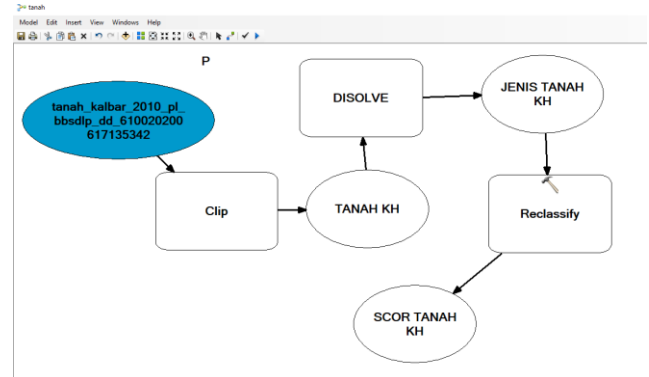 tanah
Model Edit Insert View Windows Help
P
tanah_kalbar_2010_pl_
bbsdlp_dd_610020200
617135342
DISOLVE
JENIS TANAH
KH
Clip
TANAH KH
Reclassify
SCOR TANAH
KH